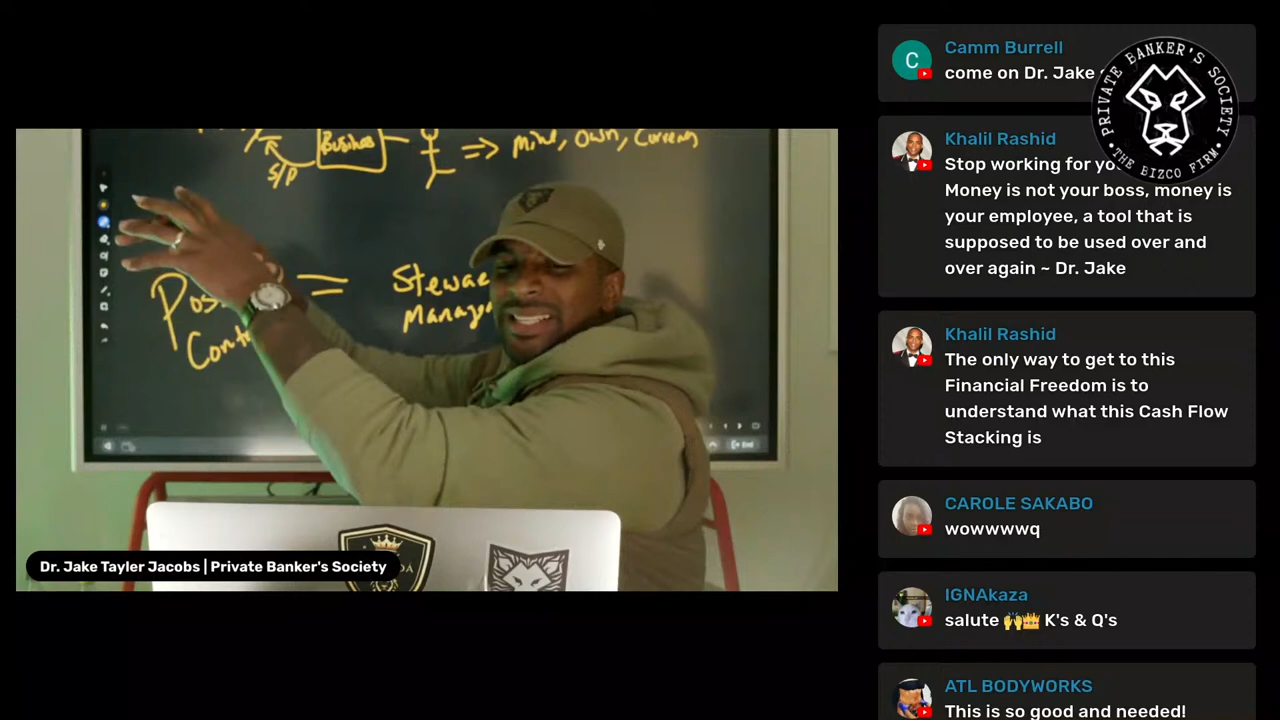 Business
S/P
=> Mine, Own, Currency
=
Manag
Dr. Jake Tayler Jacobs | Private Banker's Society
Camm Burrell
come on Dr. Jake
PRIVATE BANKER'S SOCIETY
• THE BIZCO FIRM •
Khalil Rashid
Stop working for yo
Money is not your boss, money is
your employee, a tool that is
supposed to be used over and
over again ~ Dr. Jake
Khalil Rashid
The only way to get to this
Financial Freedom is to
understand what this Cash Flow
Stacking is
CAROLE SAKABO
wowwwwq
IGNAkaza
salute 🙌👑 K's & Q's
ATL BODYWORKS
This is so good and needed!